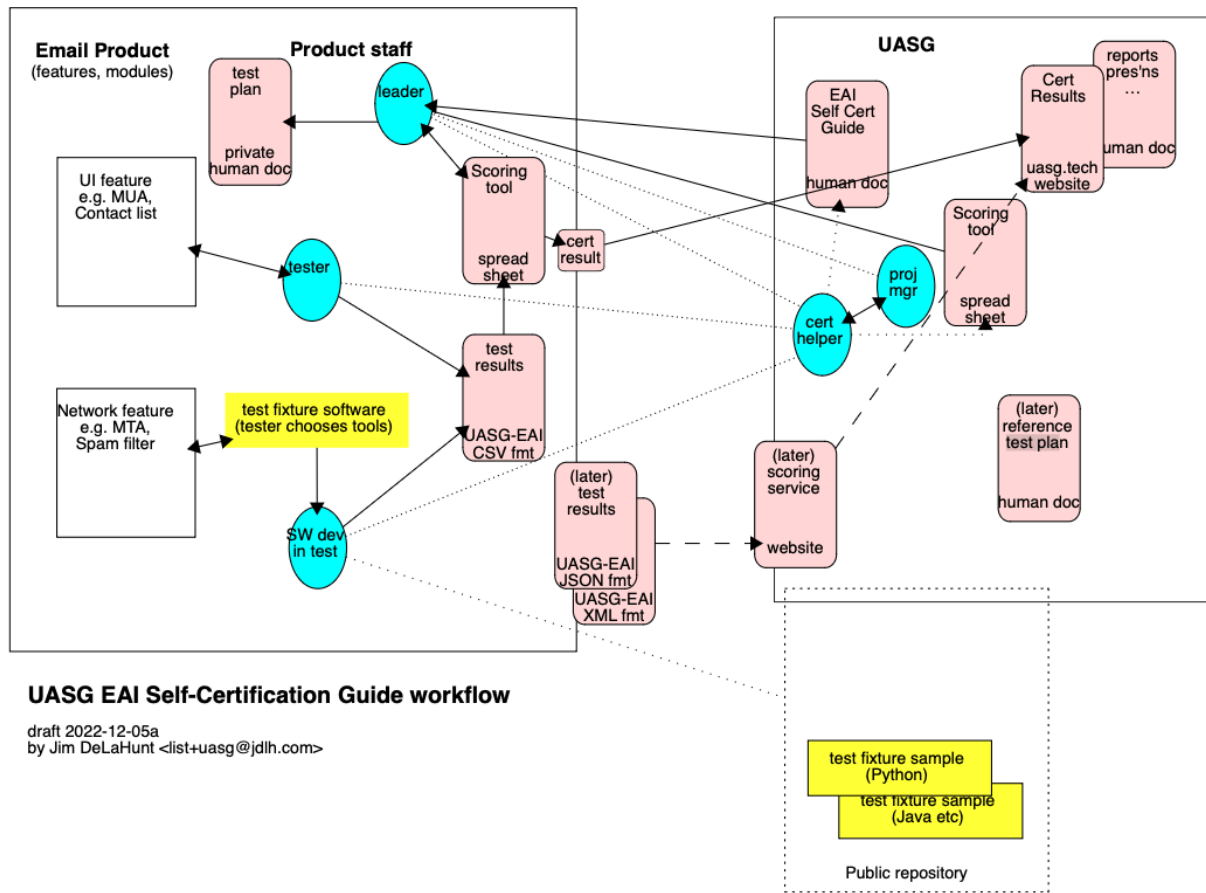 Email Product
(features, modules)
Product staff
test
plan
private
human doc
leader
UI feature
e.g. MUA,
Contact list
Scoring
tool
spread
sheet
cert
result
tester
test
results
UASG-EAI
CSV fmt
Network feature
e.g. MTA,
Spam filter
test fixture software
(tester chooses tools)
SW dev
in test
(later)
test
results
UASG-EAI
JSON fmt
UASG-EAI
XML fmt
UASG
EAI
Self Cert
Guide
human doc
Cert
Results
uasg.tech
website
reports
pres'ns
...
uman doc
Scoring
tool
spread
sheet
proj
mgr
cert
helper
(later)
scoring
service
website
(later)
reference
test plan
human doc
UASG EAI Self-Certification Guide workflow
draft 2022-12-05a
by Jim DeLaHunt <list+uasg@jdlh.com>
test fixture sample
(Python)
test fixture sample
(Java etc)
Public repository